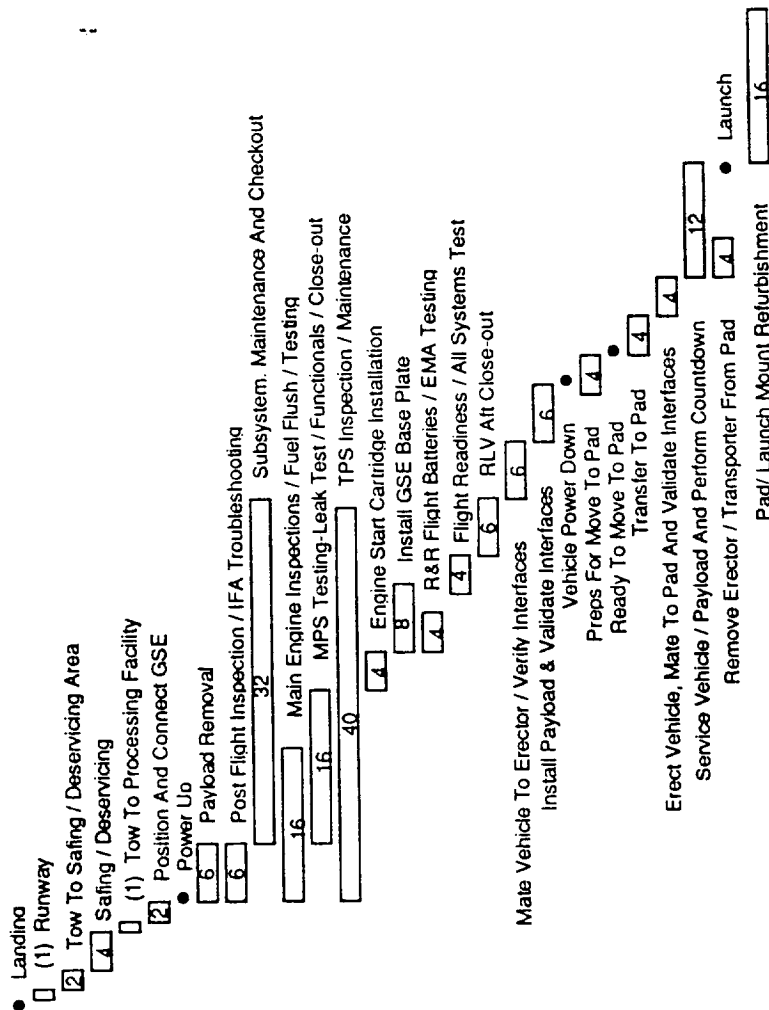 Landing
(1) Runway
2 Tow To Safing / Deservicing Area
4 Safing / Deservicing
(1) Tow To Processing Facility
2 Position And Connect GSE
Power Up
6 Payload Removal
6 Post Flight Inspection / IFA Troubleshooting
32 Subsystem. Maintenance And Checkout
16 Main Engine Inspections / Fuel Flush / Testing
16 MPS Testing-Leak Test / Functionals / Close-out
40 TPS Inspection / Maintenance
4 Engine Start Cartridge Installation
8 Install GSE Base Plate
4 R&R Flight Batteries / EMA Testing
4 Flight Readiness / All Systems Test
6 RLV Aft Close-out
Mate Vehicle To Erector / Verify Interfaces 6
Install Payload & Validate Interfaces 6
Vehicle Power Down
Preps For Move To Pad 4
Ready To Move To Pad
Transfer To Pad 4
Erect Vehicle, Mate To Pad And Validate Interfaces 4
Service Vehicle / Payload And Perform Countdown 12
Remove Erector / Transporter From Pad 4
Launch
Pad/ Launch Mount Refurbishment 16